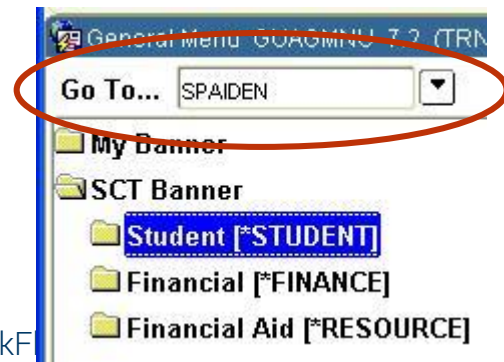 General Menu GUAGMNU 7.2 (TRN
Go To... SPAIDEN
My Banner
SCT Banner
Student [*STUDENT]
Financial [*FINANCE]
Financial Aid [*RESOURCE]